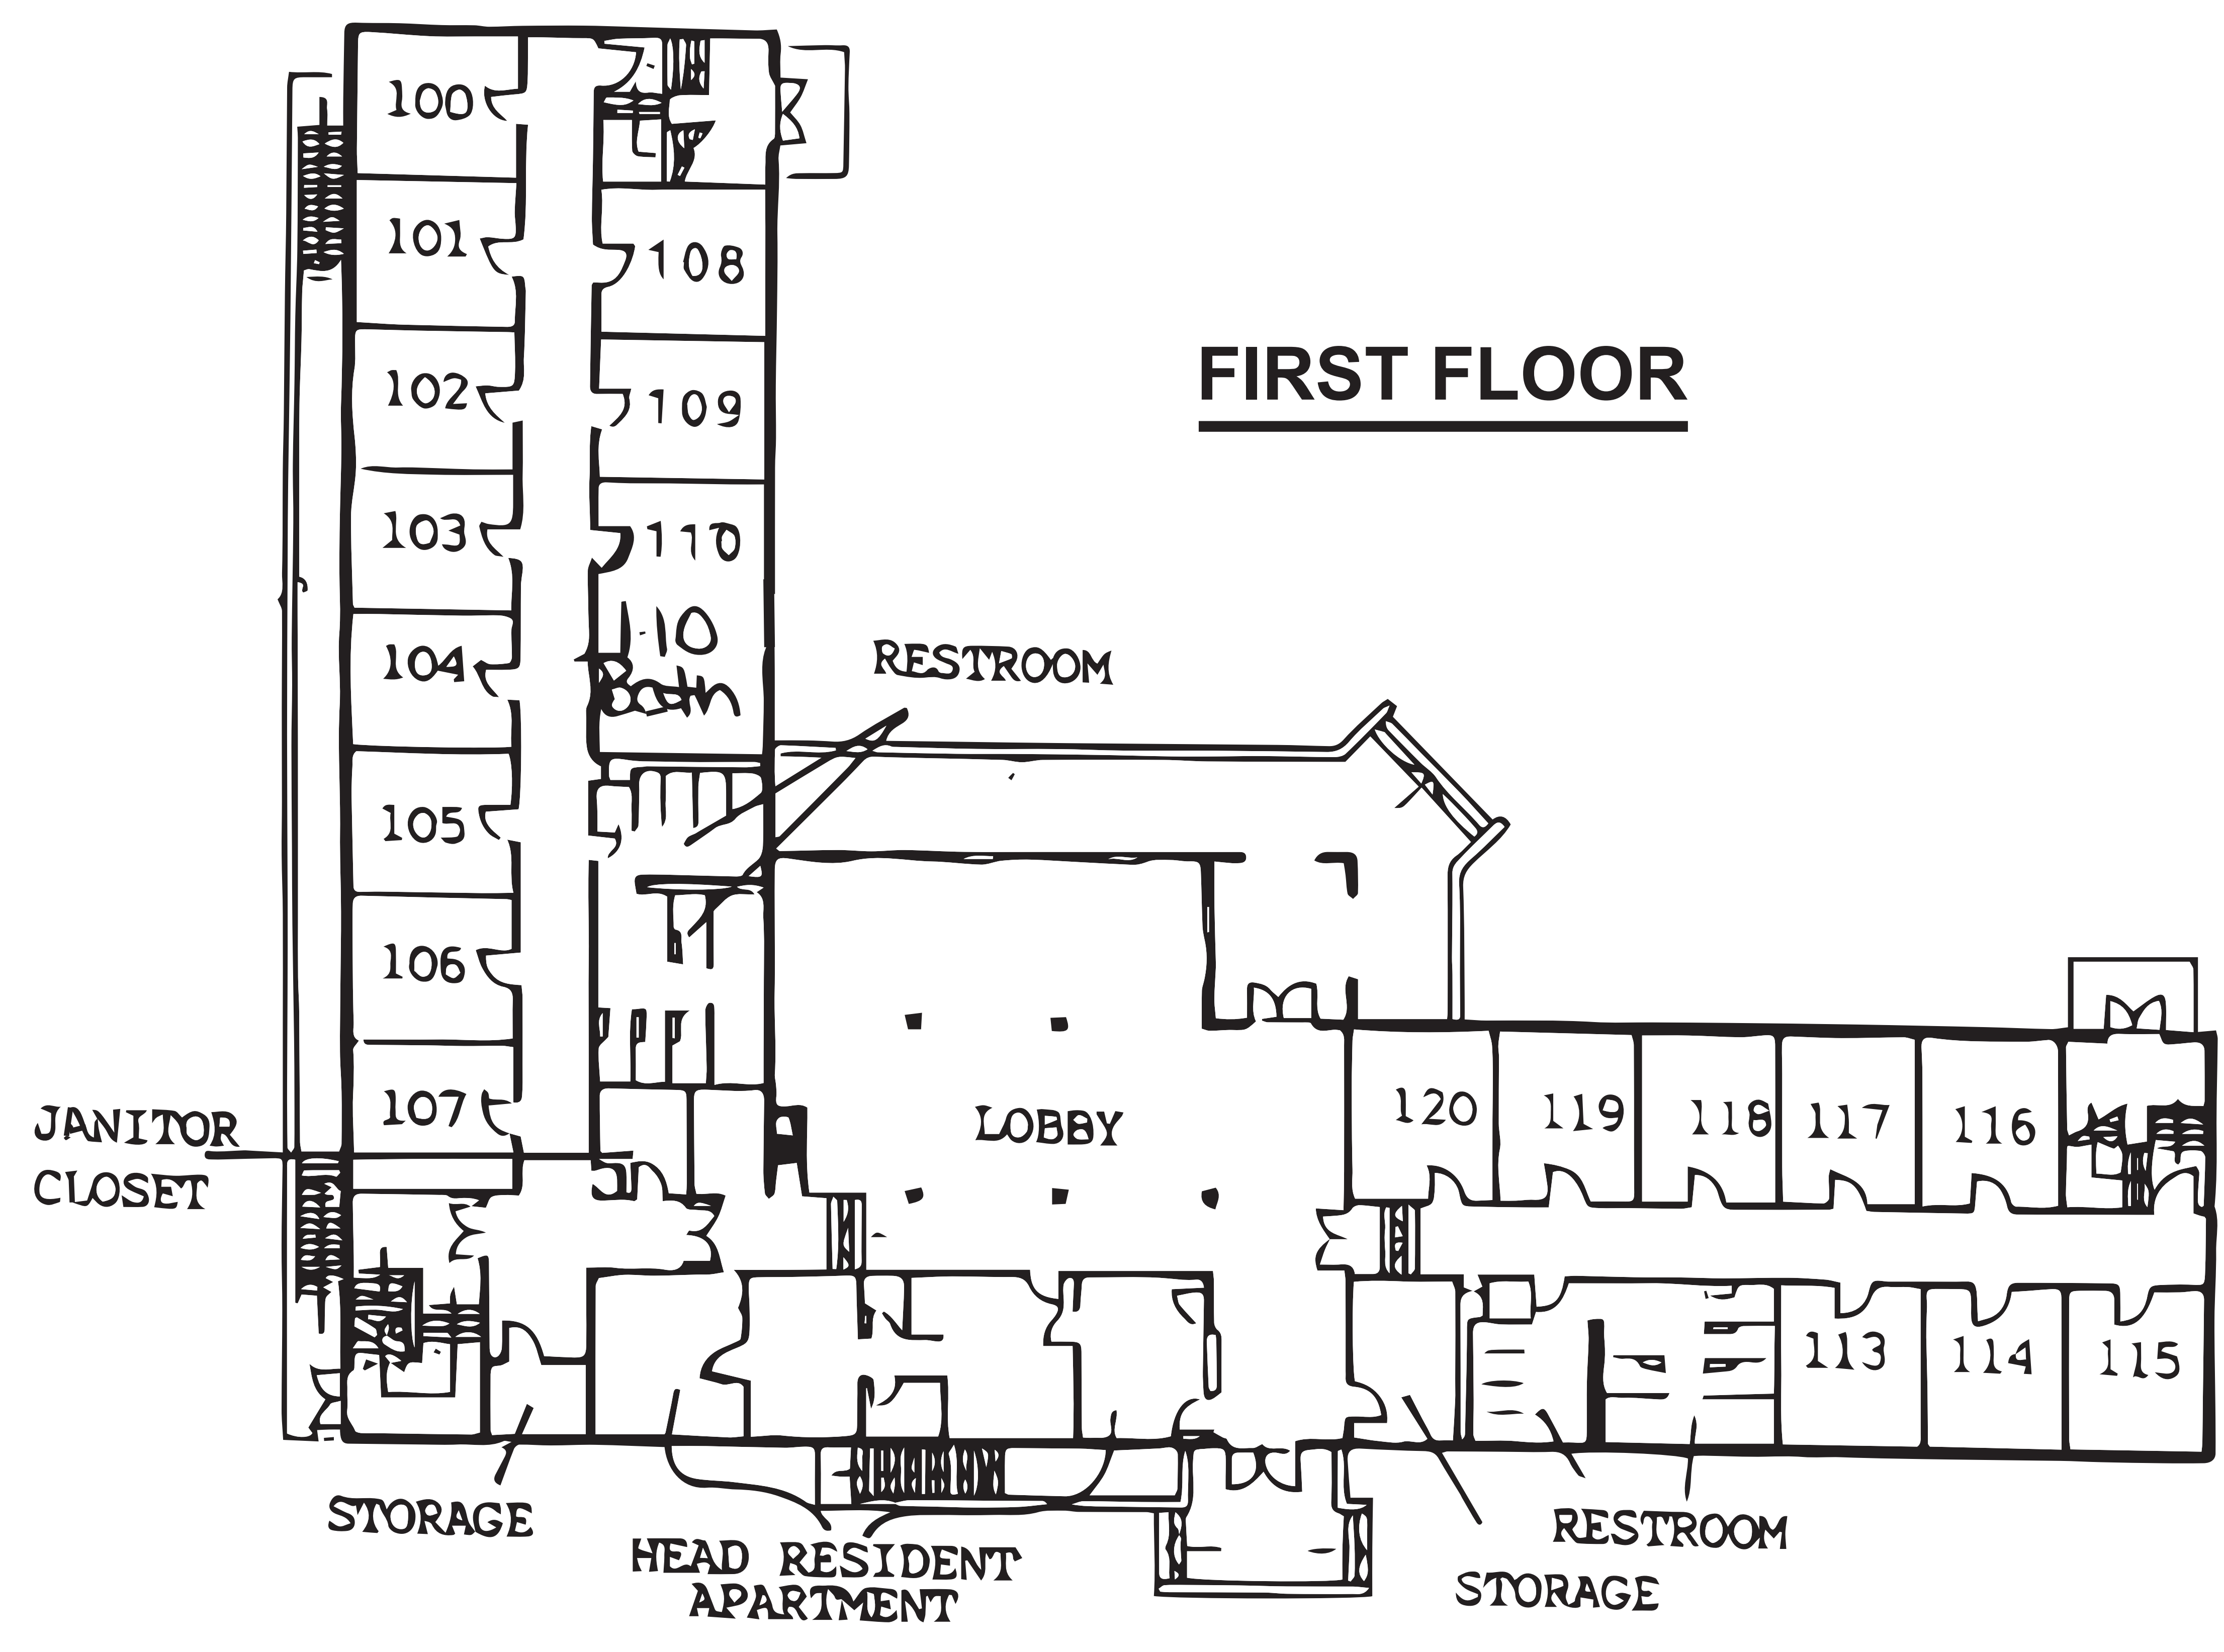 100
101
108
FIRST FLOOR
102
109
103
110
110
Bath
104
RESTROOM
105
106
107
JANITOR
CLOSET
LOBBY
120
119
118
117
116
113
114
115
STORAGE
HEAD RESIDENT
APARTMENT
RESTROOM
STORAGE